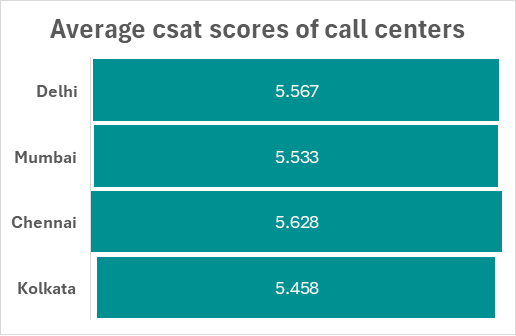 Average csat scores of call centers
Delhi 5.567
Mumbai 5.533
Chennai 5.628
Kolkata 5.458